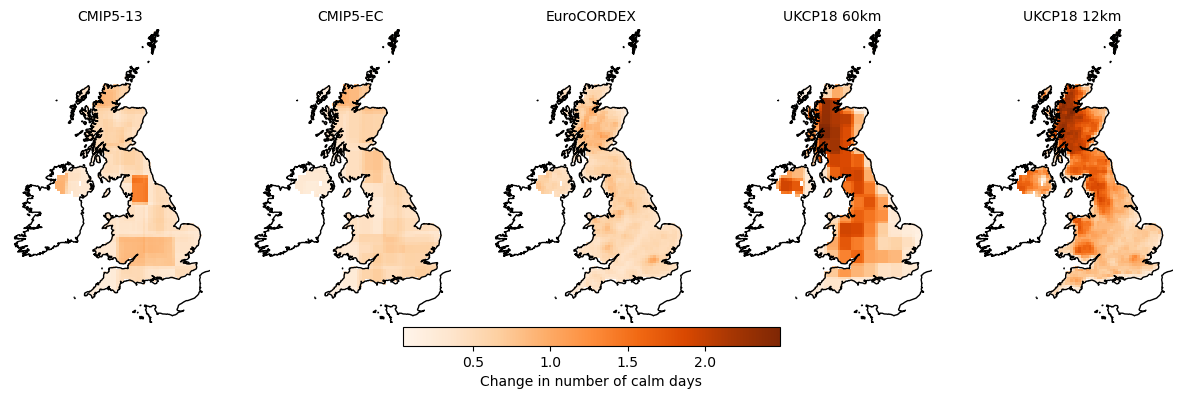 CMIP5-13
CMIP5-EC
EuroCORDEX
UKCP18 60km
UKCP18 12km
0.5
1.0
1.5
2.0
Change in number of calm days